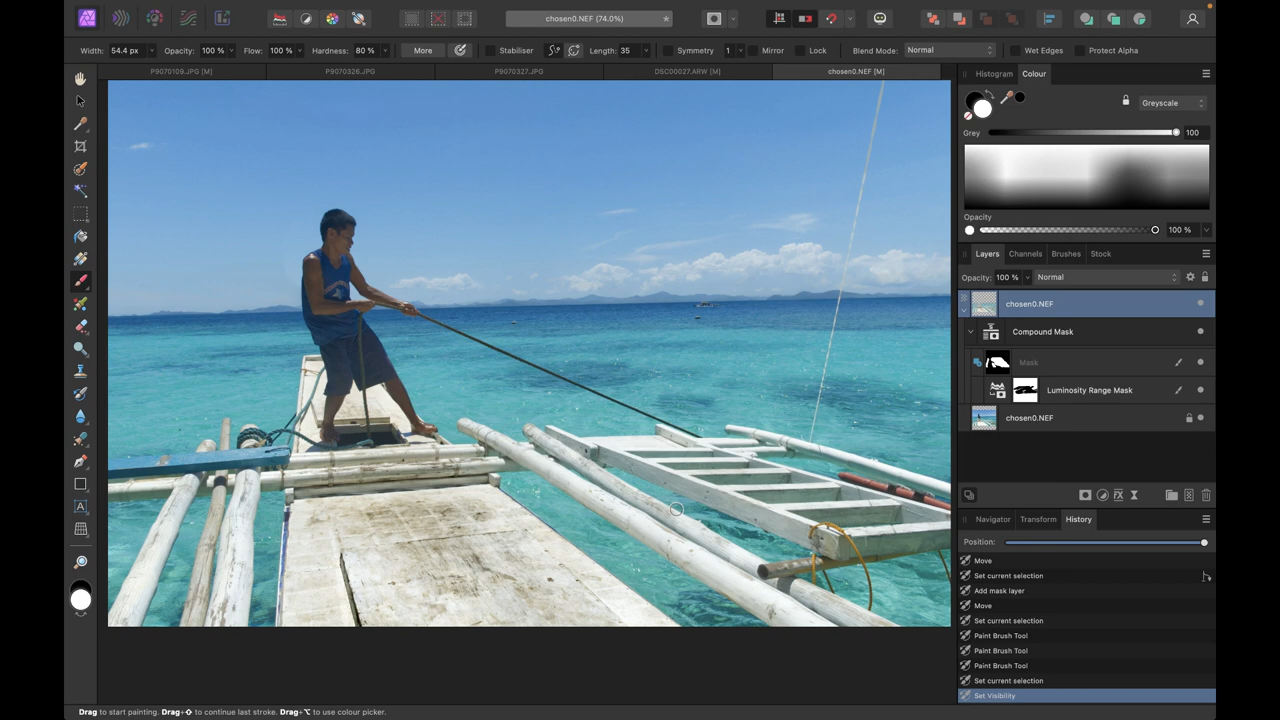 chosen0.NEF (74.0%)
Width: 54.4 px Opacity: 100 % Flow: 100 % Hardness: 80 % More Stabiliser Length: 35 Symmetry 1 Mirror Lock Blend Mode: Normal Wet Edges Protect Alpha
P9070109.JPG [M] P9070326.JPG P9070327.JPG DSC00027.ARW [M] chosen0.NEF [M]
Histogram Colour
Greyscale
Grey 100
Opacity
100 %
Layers Channels Brushes Stock
Opacity: 100 % Normal
chosen0.NEF
Compound Mask
Mask
Luminosity Range Mask
chosen0.NEF
Navigator Transform History
Position:
Move
Set current selection
Add mask layer
Move
Set current selection
Paint Brush Tool
Paint Brush Tool
Paint Brush Tool
Set current selection
Set Visibility
Drag to start painting. Drag+⇧ to continue last stroke. Drag+⌥ to use colour picker.